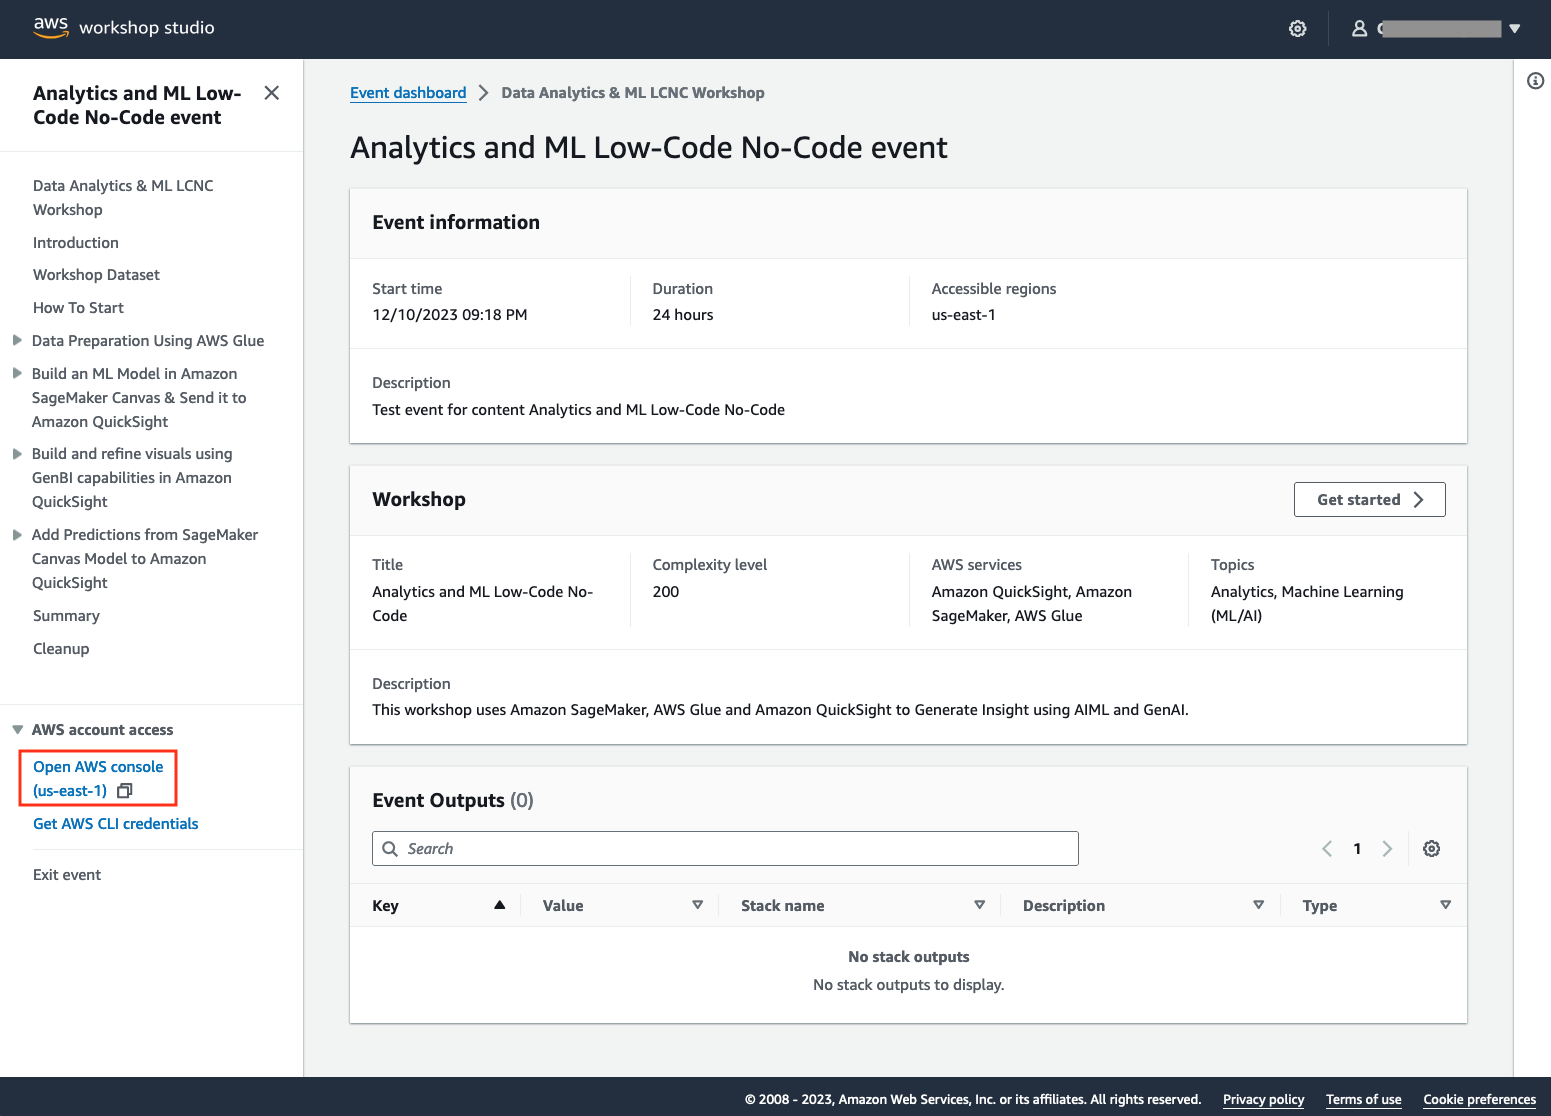 aws workshop studio
Analytics and ML Low-
Code No-Code event
Data Analytics & ML LCNC
Workshop
Introduction
Workshop Dataset
How To Start
Data Preparation Using AWS Glue
Build an ML Model in Amazon
SageMaker Canvas & Send it to
Amazon QuickSight
Build and refine visuals using
GenBI capabilities in Amazon
QuickSight
Add Predictions from SageMaker
Canvas Model to Amazon
QuickSight
Summary
Cleanup
AWS account access
Open AWS console
(us-east-1)
Get AWS CLI credentials
Exit event
Event dashboard
Data Analytics & ML LCNC Workshop
Analytics and ML Low-Code No-Code event
Event information
Start time
12/10/2023 09:18 PM
Duration
24 hours
Accessible regions
us-east-1
Description
Test event for content Analytics and ML Low-Code No-Code
Workshop
Get started
Title
Analytics and ML Low-Code No-
Code
Complexity level
200
AWS services
Amazon QuickSight, Amazon
SageMaker, AWS Glue
Topics
Analytics, Machine Learning
(ML/AI)
Description
This workshop uses Amazon SageMaker, AWS Glue and Amazon QuickSight to Generate Insight using AIML and GenAI.
Event Outputs (0)
Search
1
Key
Value
Stack name
Description
Type
No stack outputs
No stack outputs to display.
© 2008 - 2023, Amazon Web Services, Inc. or its affiliates. All rights reserved.
Privacy policy
Terms of use
Cookie preferences